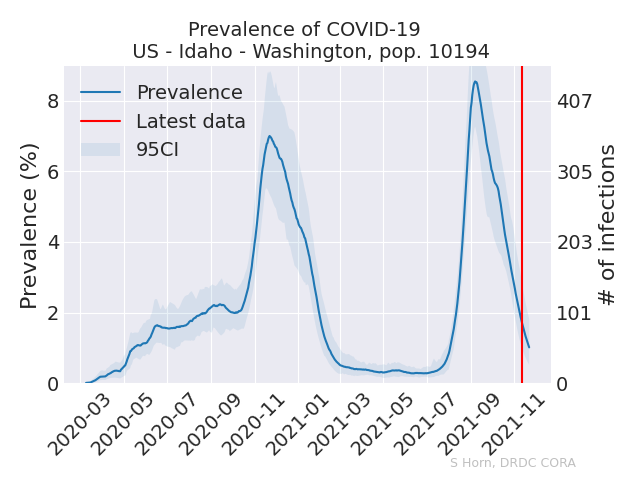 Prevalence of COVID-19
US - Idaho - Washington, pop. 10194
Prevalence
Latest data
95CI
Prevalence (%)
8
6
4
2
0
407
305
203
101
0
# of infections
2020-03
2020-05
2020-07
2020-09
2020-11
2021-01
2021-03
2021-05
2021-07
2021-09
2021-11
S Horn, DRDC CORA